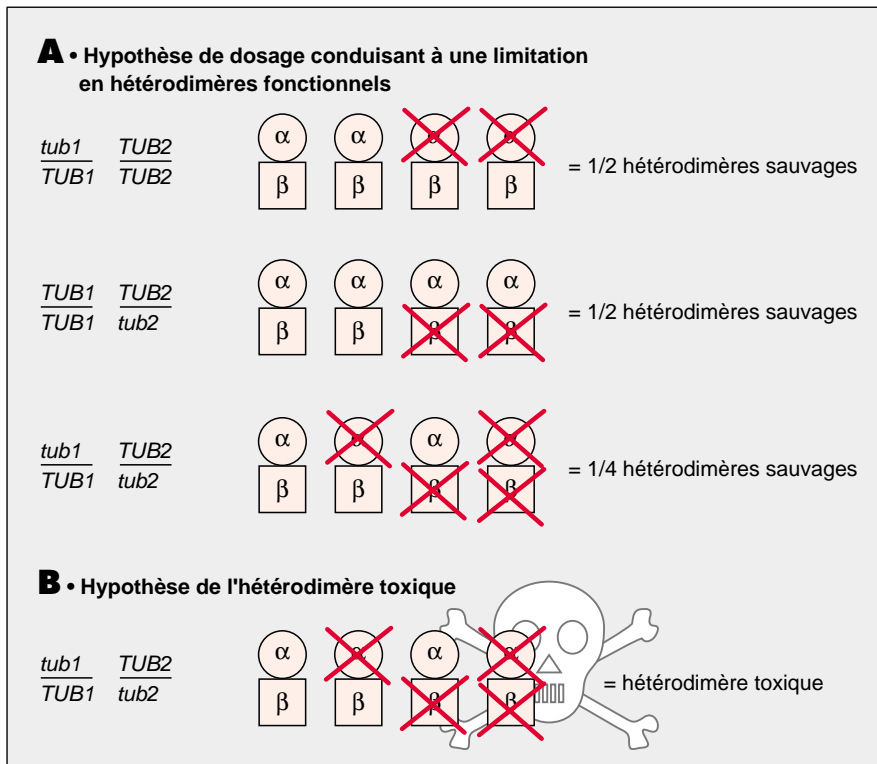 A • Hypothèse de dosage conduisant à une limitation
en hétérodimères fonctionnels
tub1 TUB2
TUB1 TUB2
α α α α
β β β β
= 1/2 hétérodimères sauvages
TUB1 TUB2
TUB1 tub2
α α α α
β β β β
= 1/2 hétérodimères sauvages
tub1 TUB2
TUB1 tub2
α α α α
β β β β
= 1/4 hétérodimères sauvages
B • Hypothèse de l'hétérodimère toxique
tub1 TUB2
TUB1 tub2
α α α α
β β β β
= hétérodimère toxique